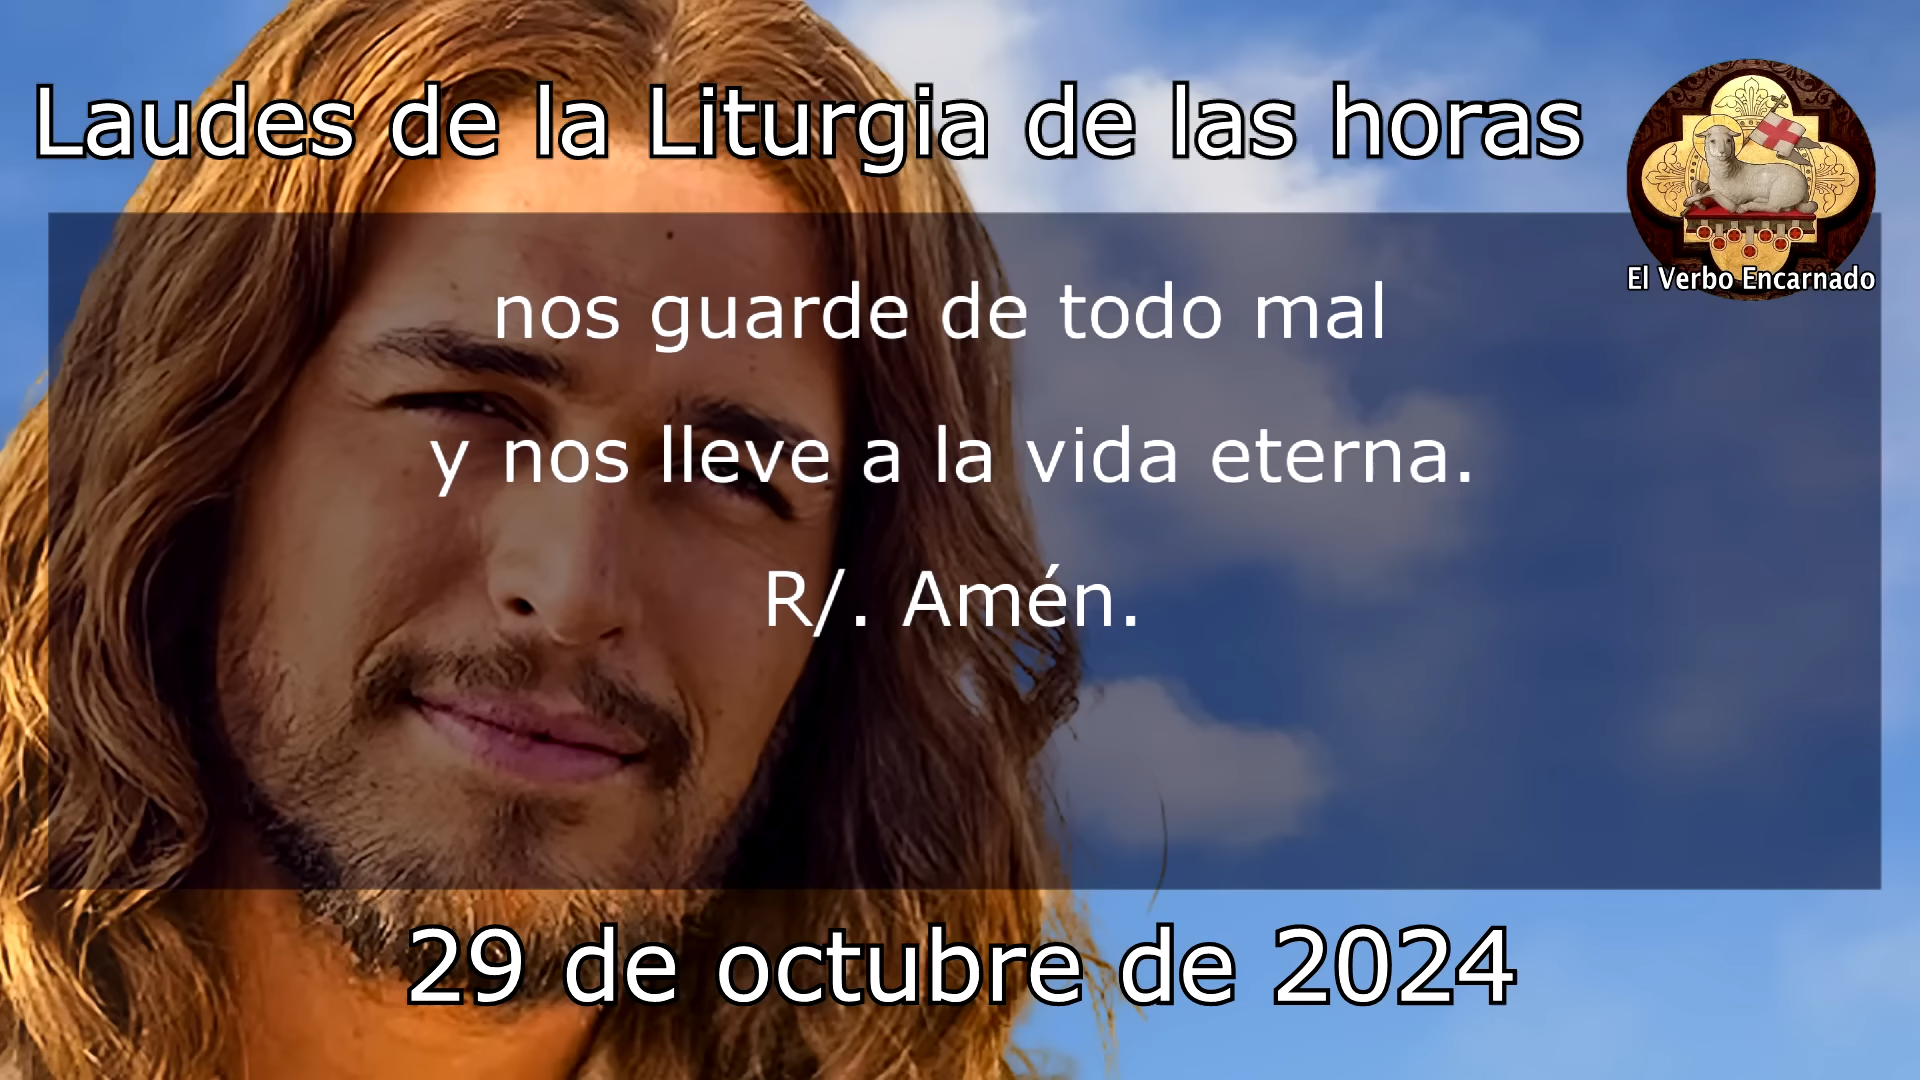 Laudes de la Liturgia de las horas
El Verbo Encarnado
nos guarde de todo mal
y nos lleve a la vida eterna.
R/. Amén.
29 de octubre de 2024